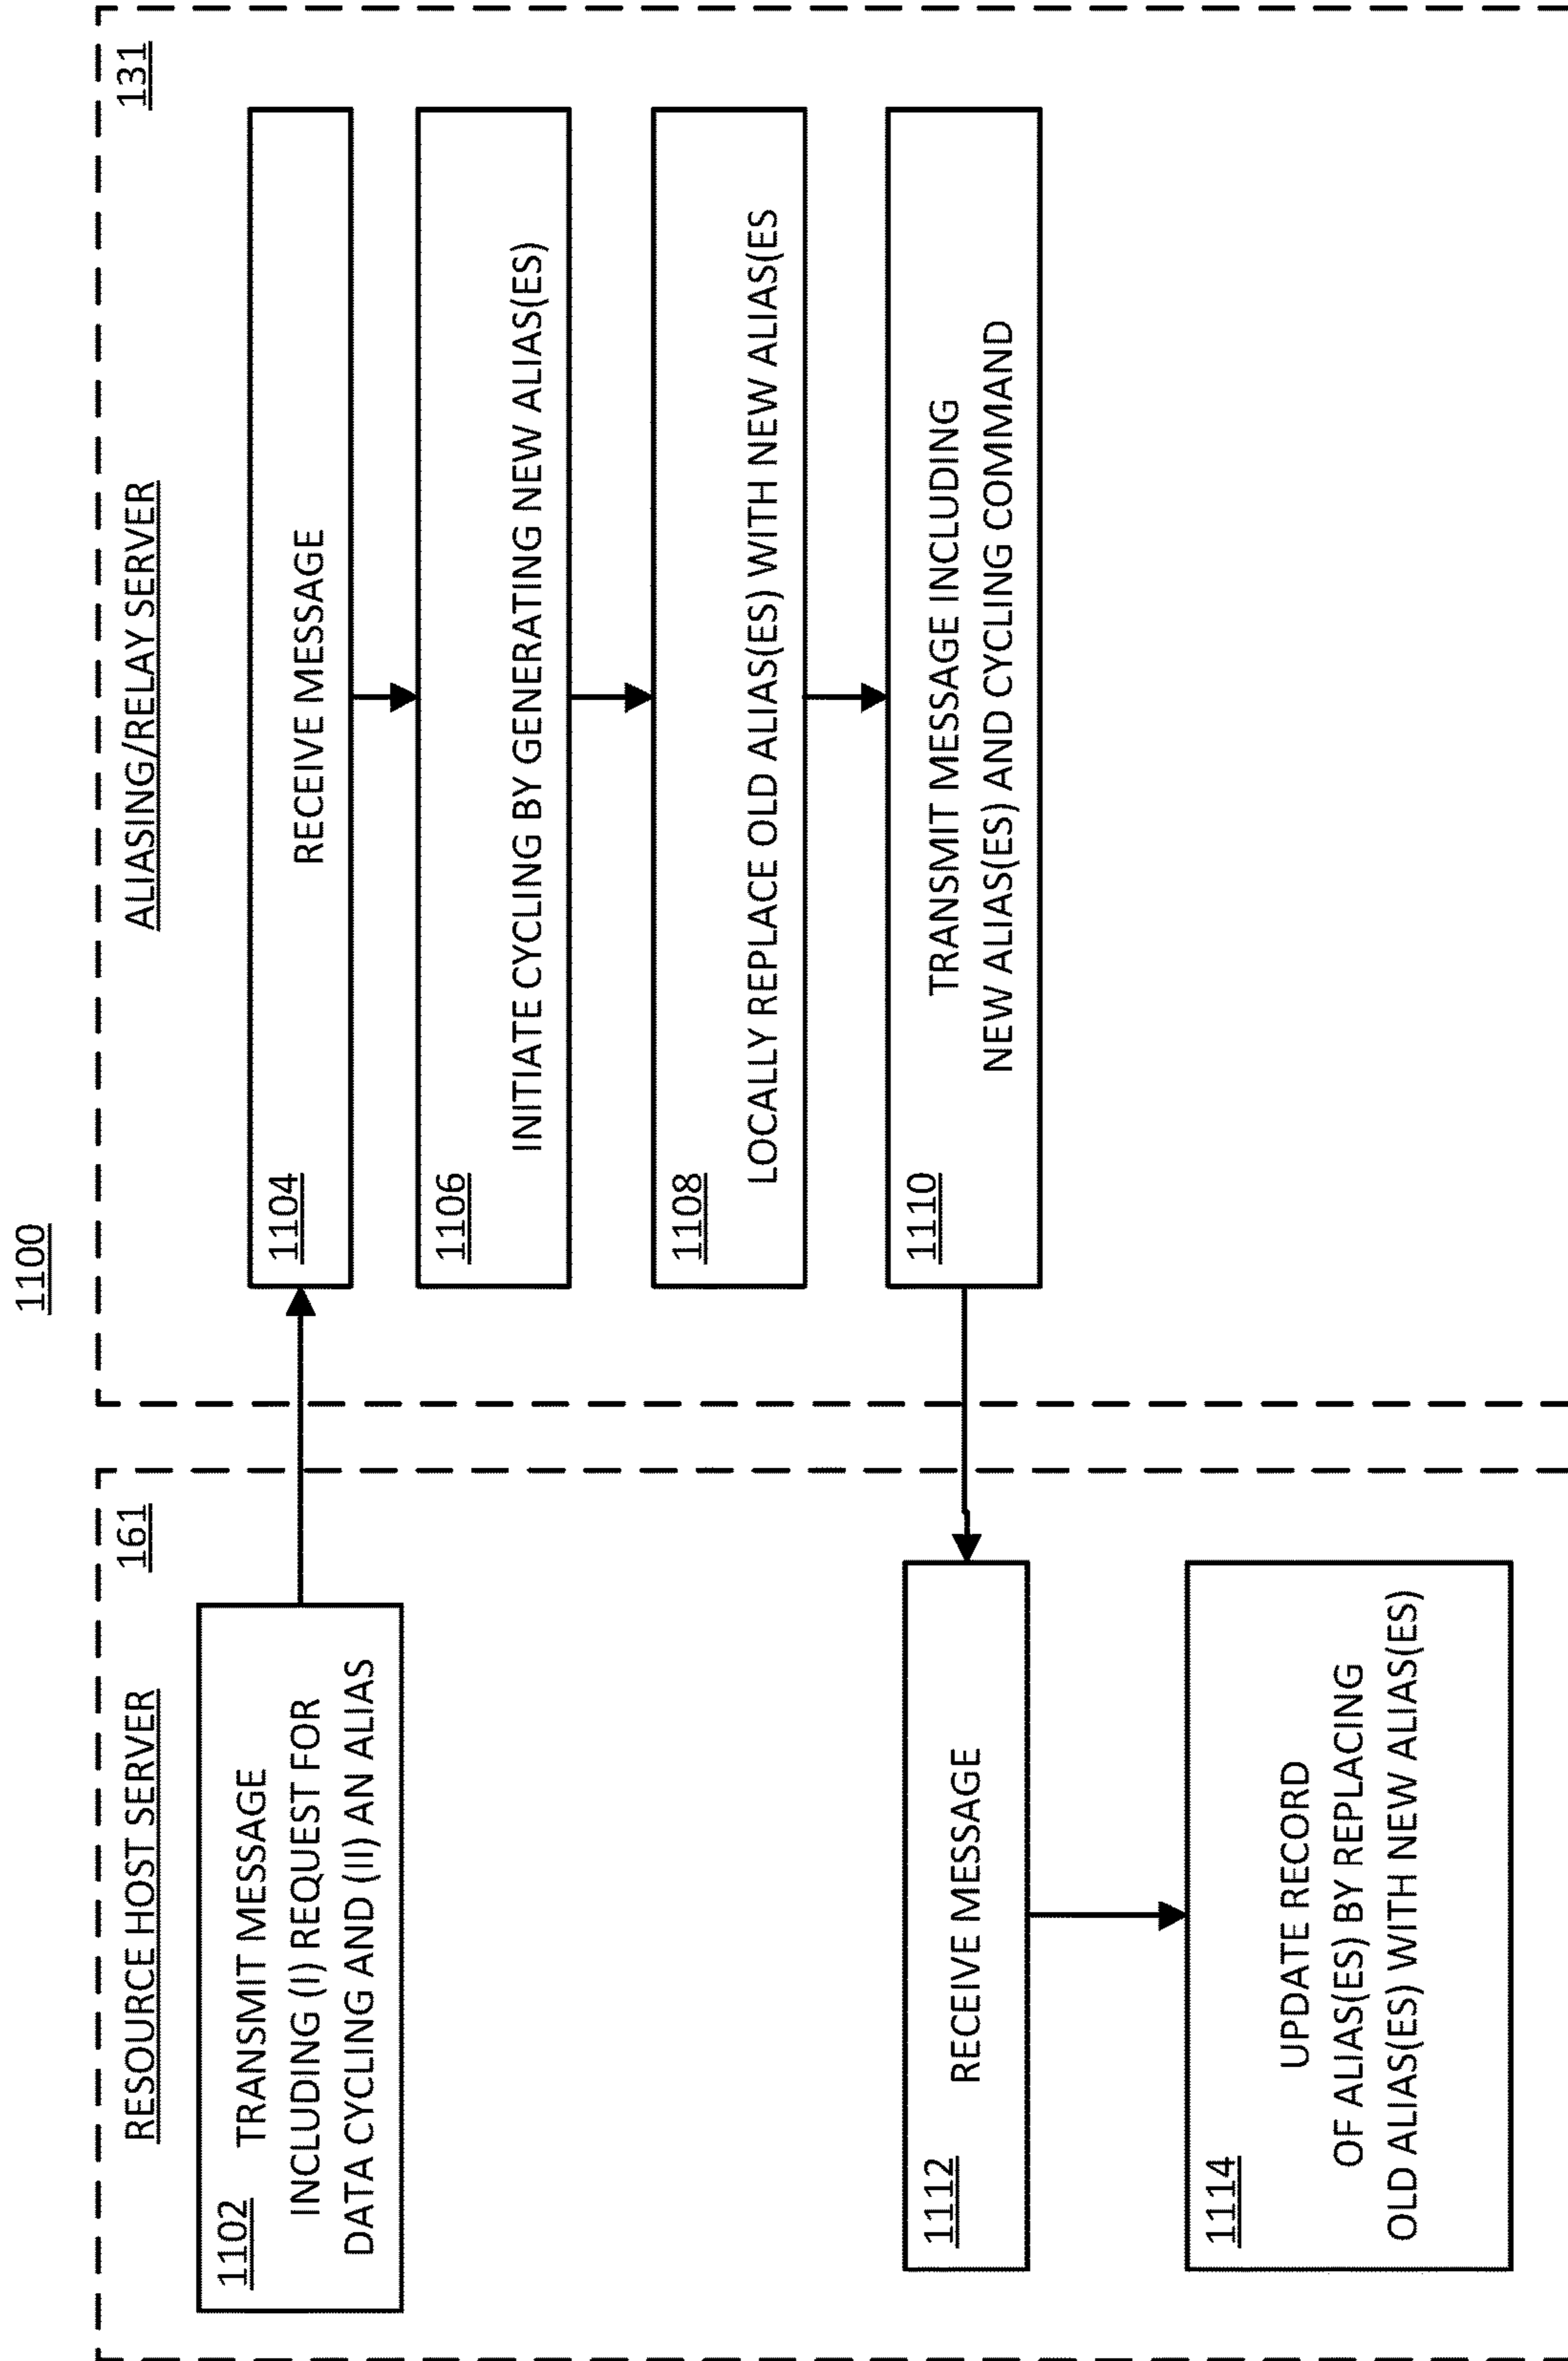 1100
RESOURCE HOST SERVER
161
1102
TRANSMIT MESSAGE
INCLUDING (I) REQUEST FOR
DATA CYCLING AND (II) AN ALIAS
1112
RECEIVE MESSAGE
1114
UPDATE RECORD
OF ALIAS(ES) BY REPLACING
OLD ALIAS(ES) WITH NEW ALIAS(ES)
ALIASING/RELAY SERVER
131
1104
RECEIVE MESSAGE
1106
INITIATE CYCLING BY GENERATING NEW ALIAS(ES)
1108
LOCALLY REPLACE OLD ALIAS(ES) WITH NEW ALIAS(ES
1110
TRANSMIT MESSAGE INCLUDING
NEW ALIAS(ES) AND CYCLING COMMAND